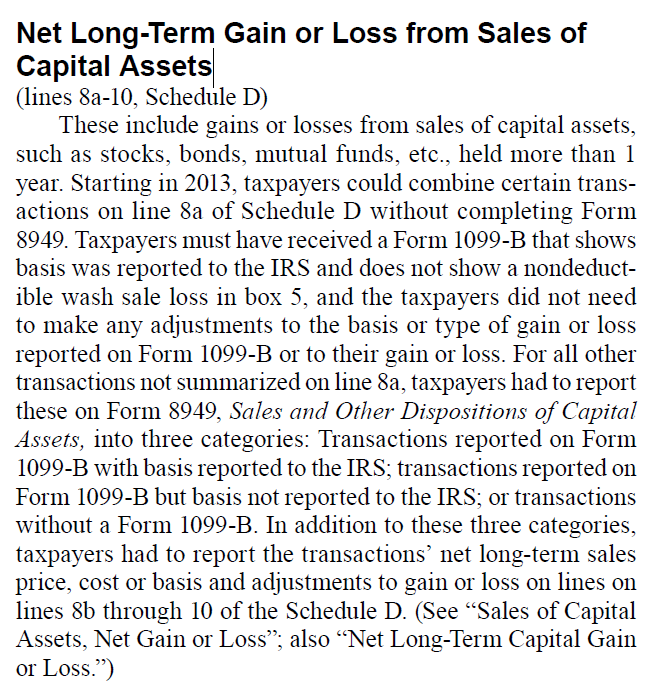 Net Long-Term Gain or Loss from Sales of
Capital Assets
(lines 8a-10, Schedule D)
These include gains or losses from sales of capital assets,
such as stocks, bonds, mutual funds, etc., held more than 1
year. Starting in 2013, taxpayers could combine certain trans-
actions on line 8a of Schedule D without completing Form
8949. Taxpayers must have received a Form 1099-B that shows
basis was reported to the IRS and does not show a nondeduct-
ible wash sale loss in box 5, and the taxpayers did not need
to make any adjustments to the basis or type of gain or loss
reported on Form 1099-B or to their gain or loss. For all other
transactions not summarized on line 8a, taxpayers had to report
these on Form 8949, Sales and Other Dispositions of Capital
Assets, into three categories: Transactions reported on Form
1099-B with basis reported to the IRS; transactions reported on
Form 1099-B but basis not reported to the IRS; or transactions
without a Form 1099-B. In addition to these three categories,
taxpayers had to report the transactions’ net long-term sales
price, cost or basis and adjustments to gain or loss on lines on
lines 8b through 10 of the Schedule D. (See “Sales of Capital
Assets, Net Gain or Loss”; also “Net Long-Term Capital Gain
or Loss.”)